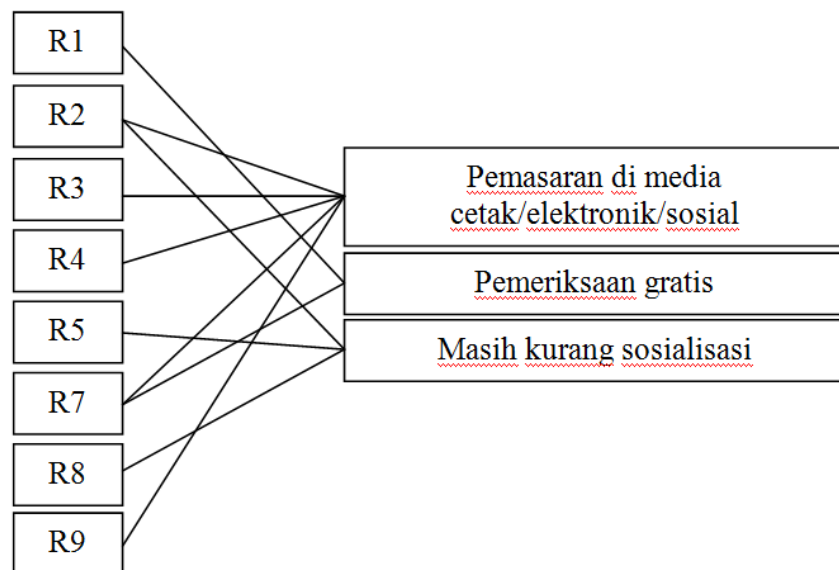 R1
R2
R3
R4
R5
R7
R8
R9
Pemasaran di media
cetak/elektronik/sosial
Pemeriksaan gratis
Masih kurang sosialisasi